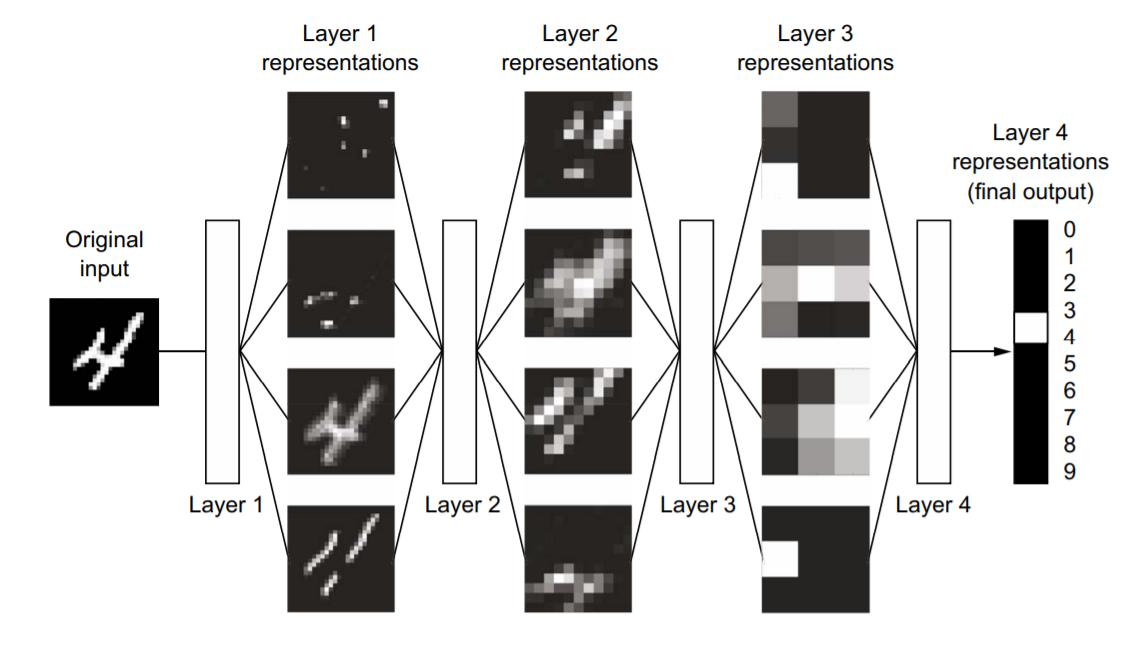 Layer 1
representations
Layer 2
representations
Layer 3
representations
Layer 4
representations
(final output)
Original
input
0
1
2
3
4
5
6
7
8
9
Layer 1
Layer 2
Layer 3
Layer 4